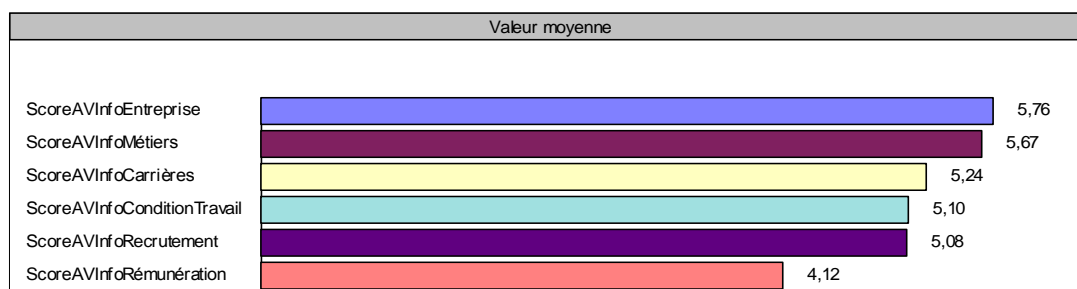 Valeur moyenne
ScoreAVInfoEntreprise 5,76
ScoreAVInfoMétiers 5,67
ScoreAVInfoCarrières 5,24
ScoreAVInfoConditionTravail 5,10
ScoreAVInfoRecrutement 5,08
ScoreAVInfoRémunération 4,12